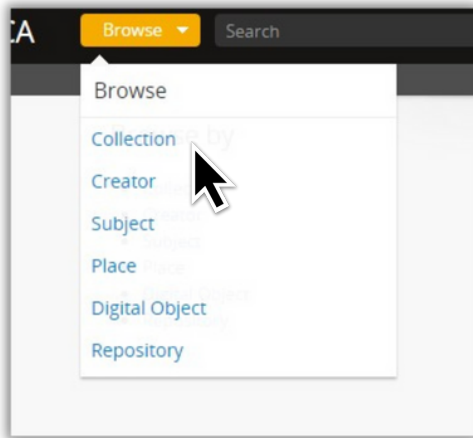 CA
Browse
Search
Browse
Collection
Creator
Subject
Place
Digital Object
Repository